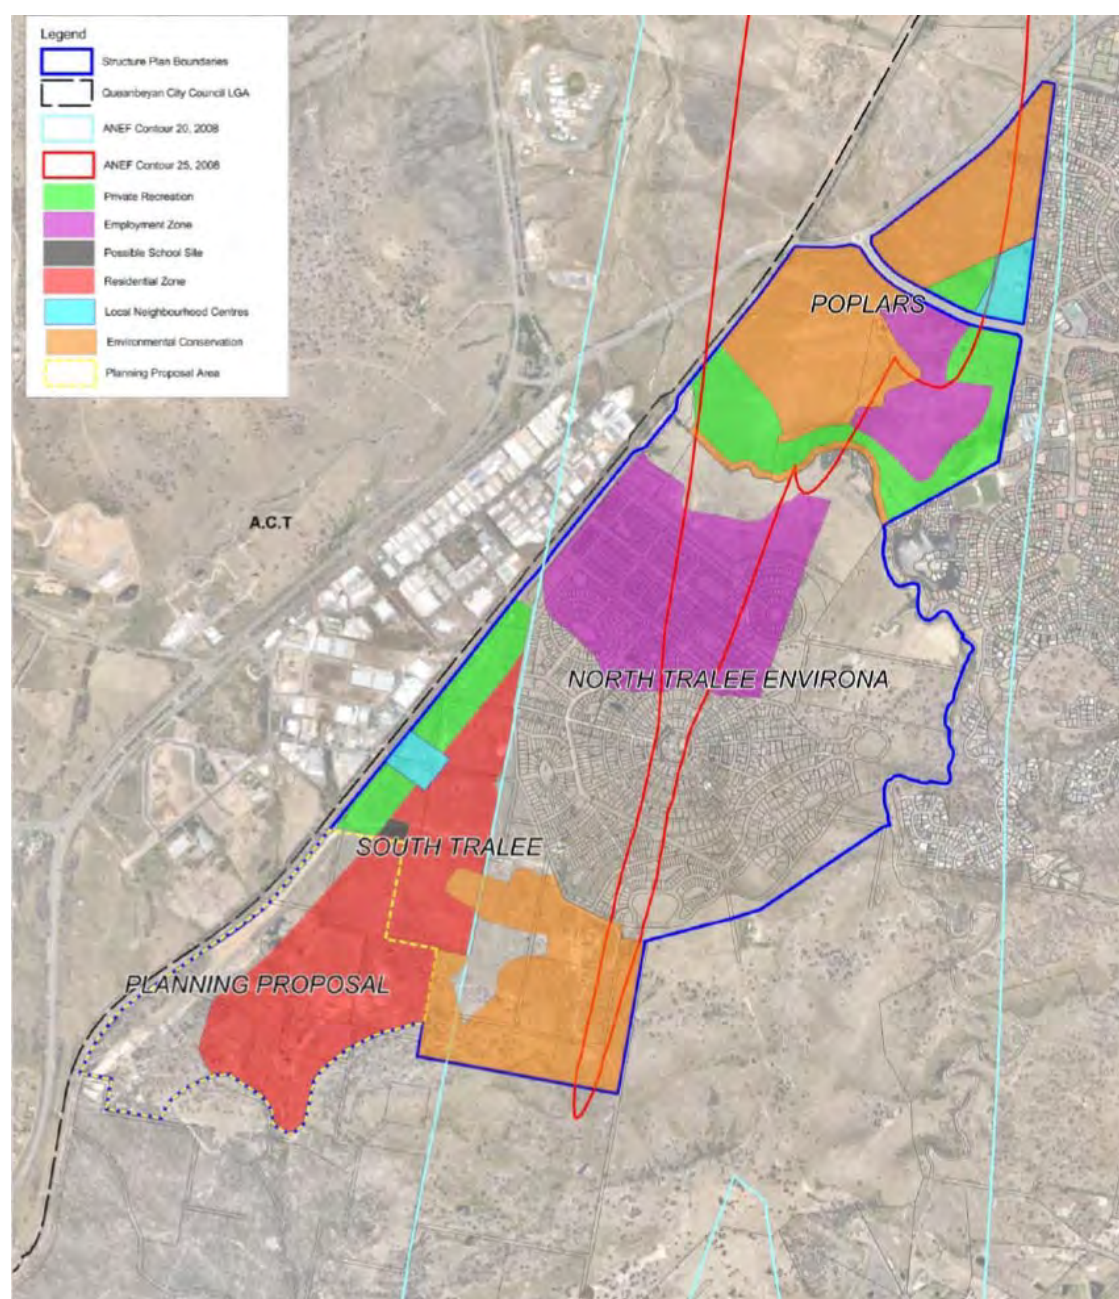 Legend
Structure Plan Boundaries
Queanbeyan City Council LGA
ANEF Contour 20, 2008
ANEF Contour 25, 2008
Private Recreation
Employment Zone
Possible School Site
Residential Zone
Local Neighbourhood Centres
Environmental Conservation
Planning Proposal Area
POPLARS
A.C.T
NORTH TRALEE ENVIRONA
SOUTH TRALEE
PLANNING PROPOSAL